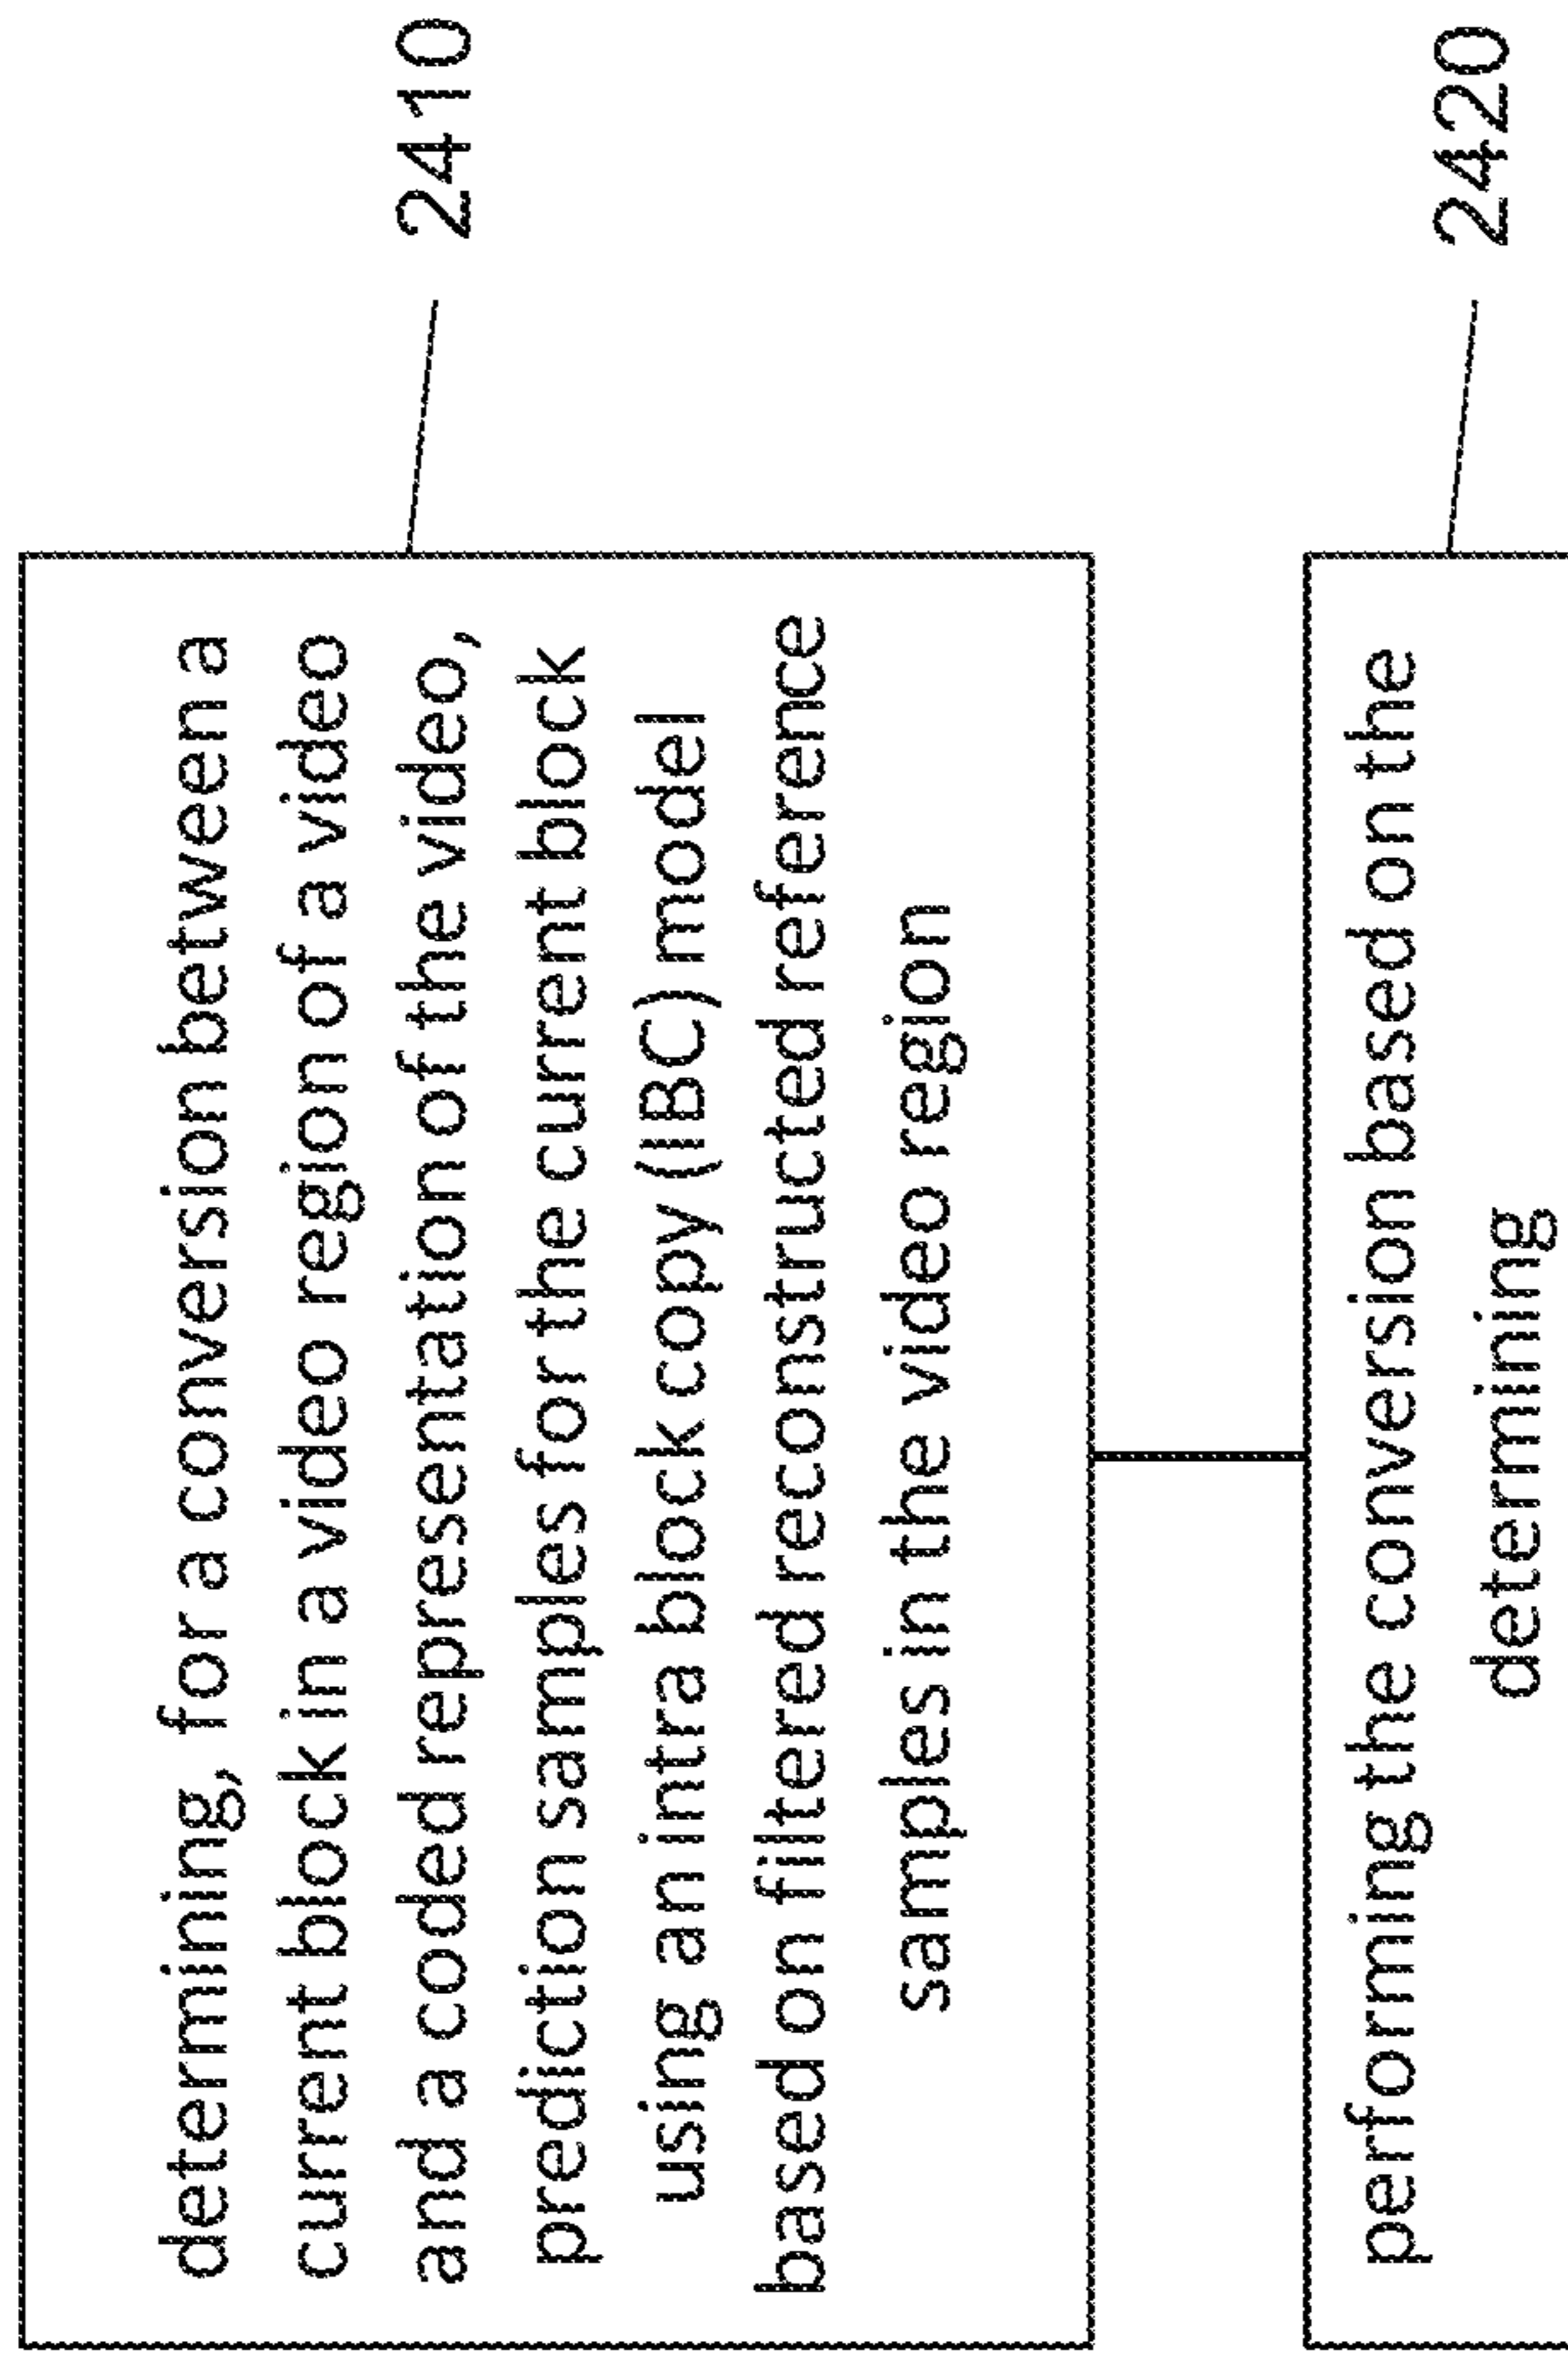 determining, for a conversion between a
current block in a video region of a video
and a coded representation of the video,
prediction samples for the current block
using an intra block copy (IBC) model
based on filtered reconstructed reference
samples in the video region
2410
performing the conversion based on the
determining
2420